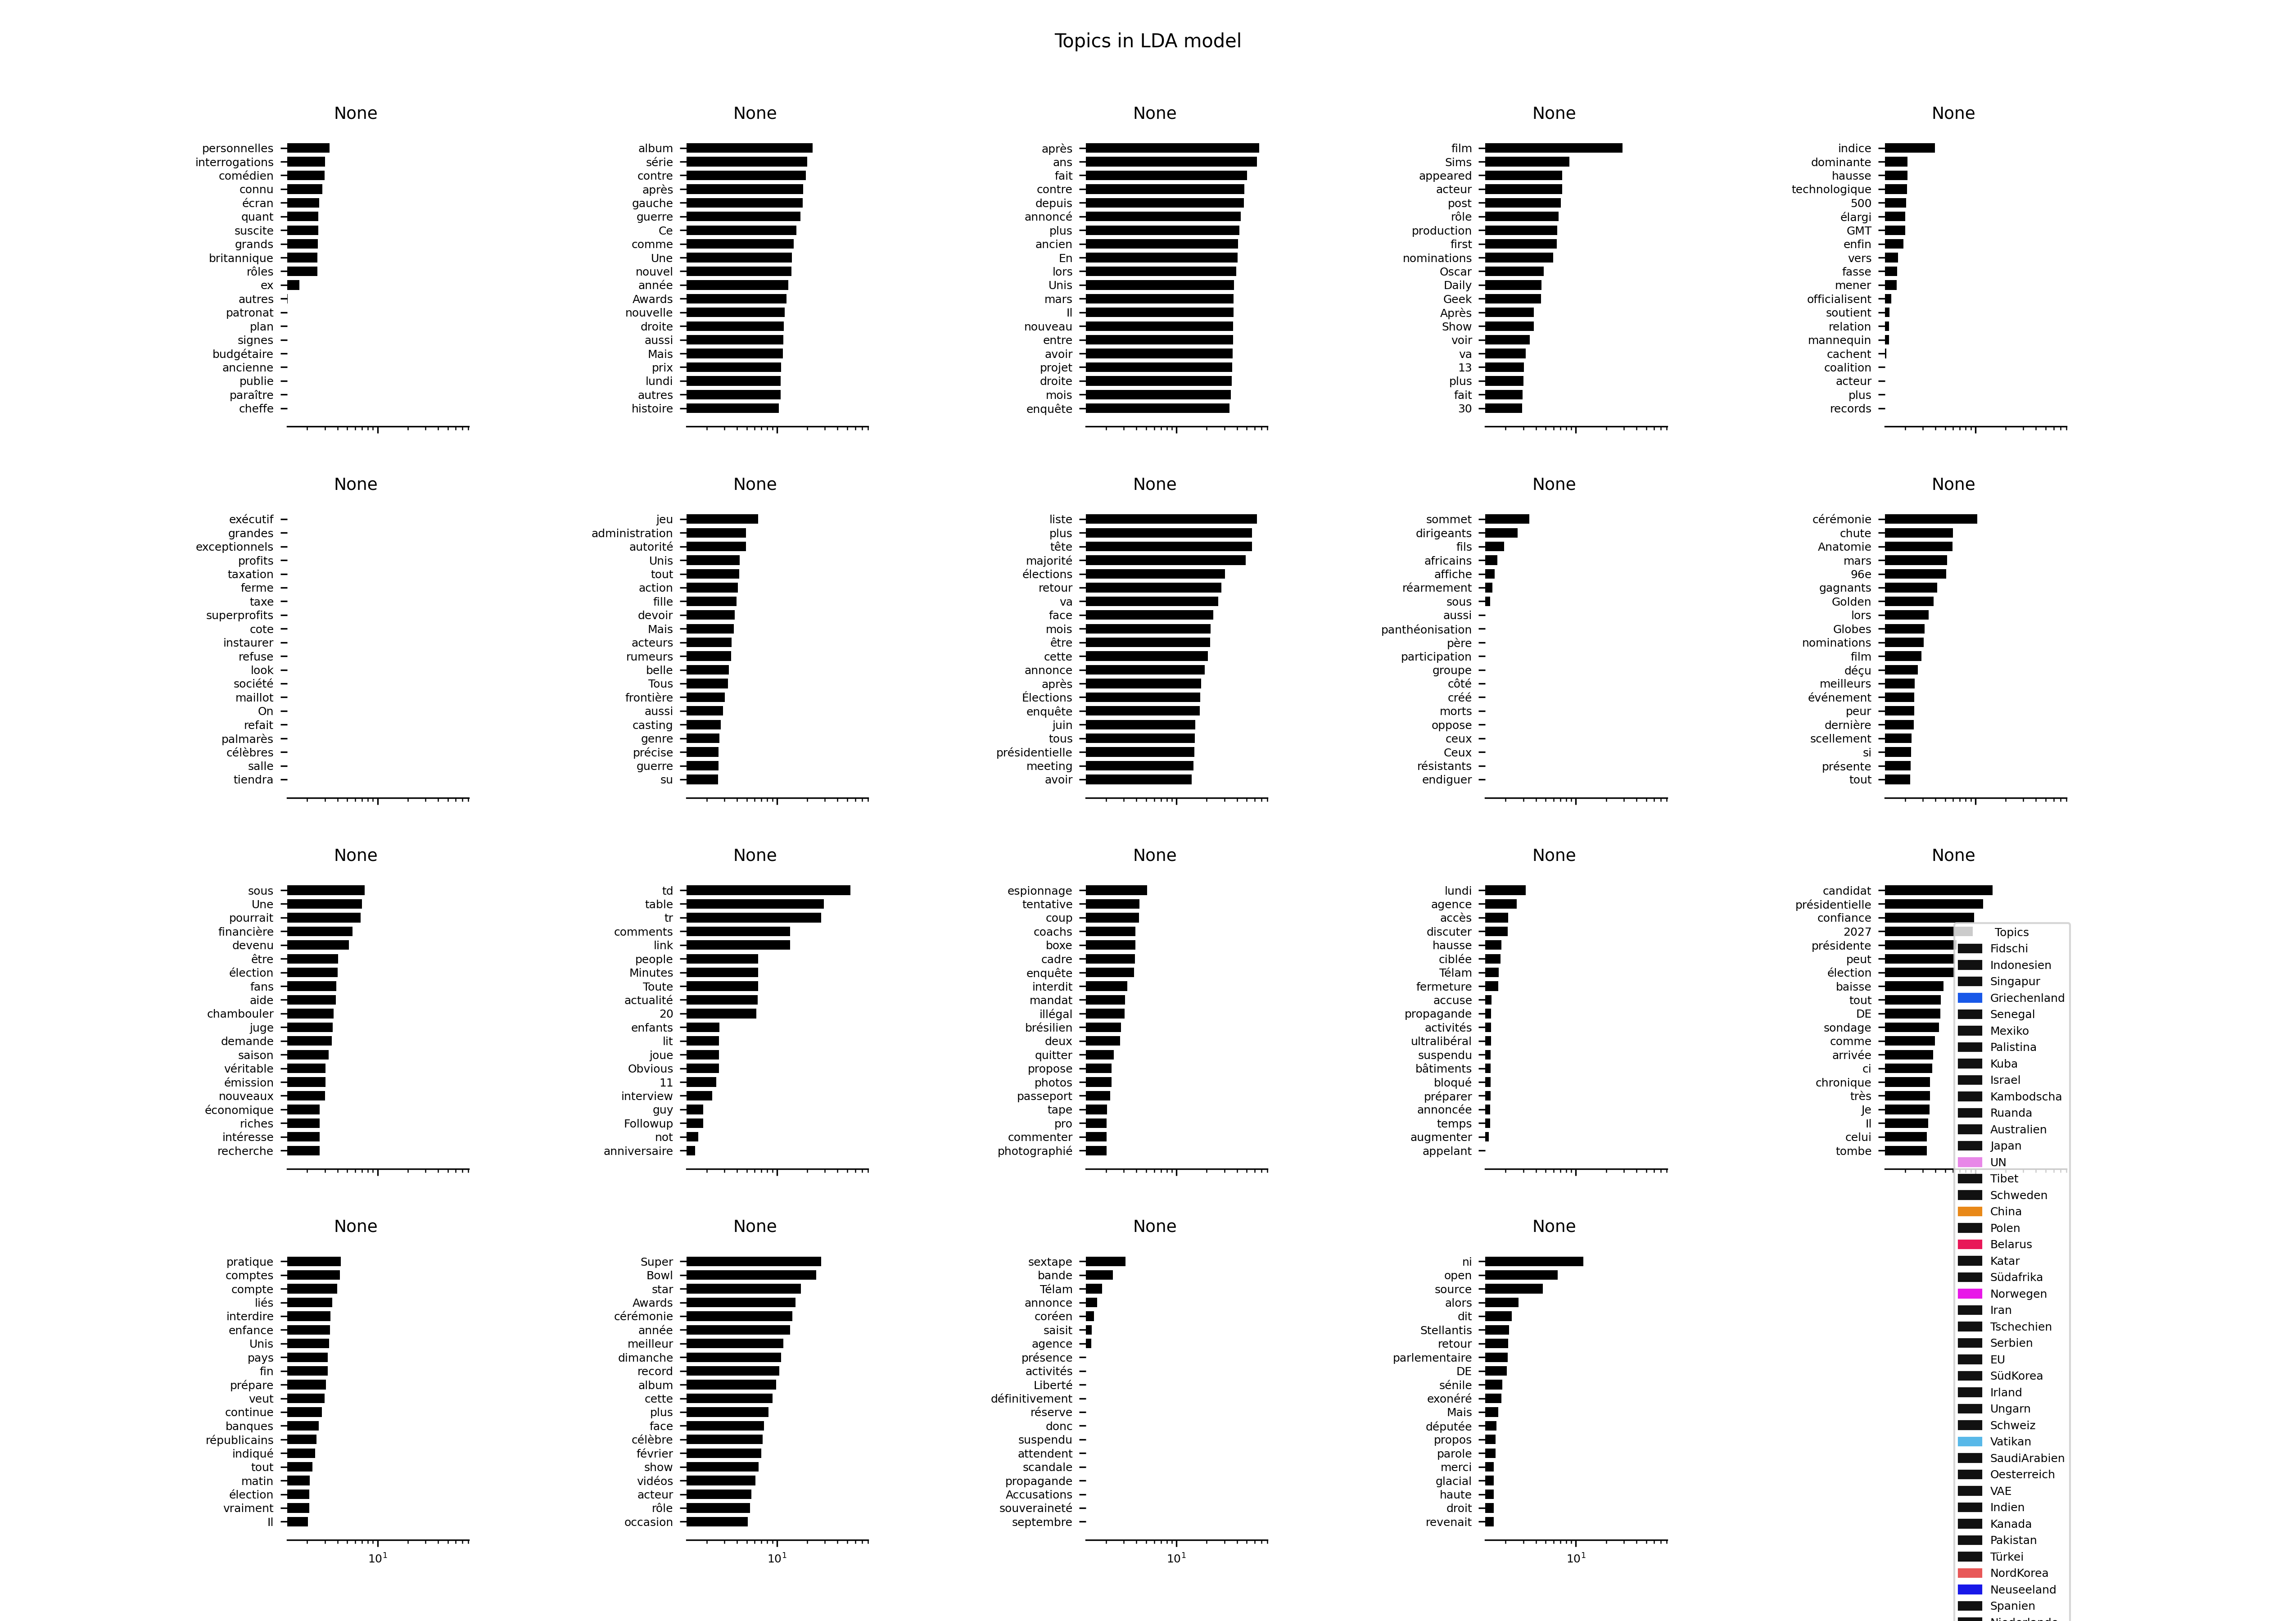 Topics in LDA model
None
personnelles
interrogations
comédien
connu
écran
quant
suscite
grands
britannique
rôles
ex
autres
patronat
plan
signes
budgétaire
ancienne
publie
paraître
cheffe
None
album
série
contre
après
gauche
guerre
Ce
comme
Une
nouvel
année
Awards
nouvelle
droite
aussi
Mais
prix
lundi
autres
histoire
None
après
ans
fait
contre
depuis
annoncé
plus
ancien
En
lors
Unis
mars
Il
nouveau
entre
avoir
projet
droite
mois
enquête
None
film
Sims
appeared
acteur
post
rôle
production
first
nominations
Oscar
Daily
Geek
Après
Show
voir
va
13
plus
fait
30
None
indice
dominante
hausse
technologique
500
élargi
GMT
enfin
vers
fasse
mener
officialisent
soutient
relation
mannequin
cachent
coalition
acteur
plus
records
None
exécutif
grandes
exceptionnels
profits
taxation
ferme
taxe
superprofits
cote
instaurer
refuse
look
société
maillot
On
refait
palmarès
célèbres
salle
tiendra
None
jeu
administration
autorité
Unis
tout
action
fille
devoir
Mais
acteurs
rumeurs
belle
Tous
frontière
aussi
casting
genre
précise
guerre
su
None
liste
plus
tête
majorité
élections
retour
va
face
mois
être
cette
annonce
après
Élections
enquête
juin
tous
présidentielle
meeting
avoir
None
sommet
dirigeants
fils
africains
affiche
réarmement
sous
aussi
panthéonisation
père
participation
groupe
côté
créé
morts
oppose
ceux
Ceux
résistants
endiguer
None
cérémonie
chute
Anatomie
mars
96e
gagnants
Golden
lors
Globes
nominations
film
déçu
meilleurs
événement
peur
dernière
scellement
si
présente
tout
None
sous
Une
pourrait
financière
devenu
être
élection
fans
aide
chambouler
juge
demande
saison
véritable
émission
nouveaux
économique
riches
intéresse
recherche
None
td
table
tr
comments
link
people
Minutes
Toute
actualité
20
enfants
lit
joue
Obvious
11
interview
guy
Followup
not
anniversaire
None
espionnage
tentative
coup
coachs
boxe
cadre
enquête
interdit
mandat
illégal
brésilien
deux
quitter
propose
photos
passeport
tape
pro
commenter
photographié
None
lundi
agence
accès
discuter
hausse
ciblée
Télam
fermeture
accuse
propagande
activités
ultralibéral
suspendu
bâtiments
bloqué
préparer
annoncée
temps
augmenter
appelant
None
candidat
présidentielle
confiance
2027
présidente
peut
élection
baisse
tout
DE
sondage
comme
arrivée
ci
chronique
très
Je
Il
celui
tombe
None
pratique
comptes
compte
liés
interdire
enfance
Unis
pays
fin
prépare
veut
continue
banques
républicains
indiqué
tout
matin
élection
vraiment
Il
10¹
None
Super
Bowl
star
Awards
cérémonie
année
meilleur
dimanche
record
album
cette
plus
face
célèbre
février
show
vidéos
acteur
rôle
occasion
10¹
None
sextape
bande
Télam
annonce
coréen
saisit
agence
présence
activités
Liberté
définitivement
réserve
donc
suspendu
attendent
scandale
propagande
Accusations
souveraineté
septembre
10¹
None
ni
open
source
alors
dit
Stellantis
retour
parlementaire
DE
sénile
exonéré
Mais
députée
propos
parole
merci
glacial
haute
droit
revenait
10¹
Topics
Fidschi
Indonesien
Singapur
Griechenland
Senegal
Mexiko
Palistina
Kuba
Israel
Kambodscha
Ruanda
Australien
Japan
UN
Tibet
Schweden
China
Polen
Belarus
Katar
Südafrika
Norwegen
Iran
Tschechien
Serbien
EU
SüdKorea
Irland
Ungarn
Schweiz
Vatikan
SaudiArabien
Oesterreich
VAE
Indien
Kanada
Pakistan
Türkei
NordKorea
Neuseeland
Spanien